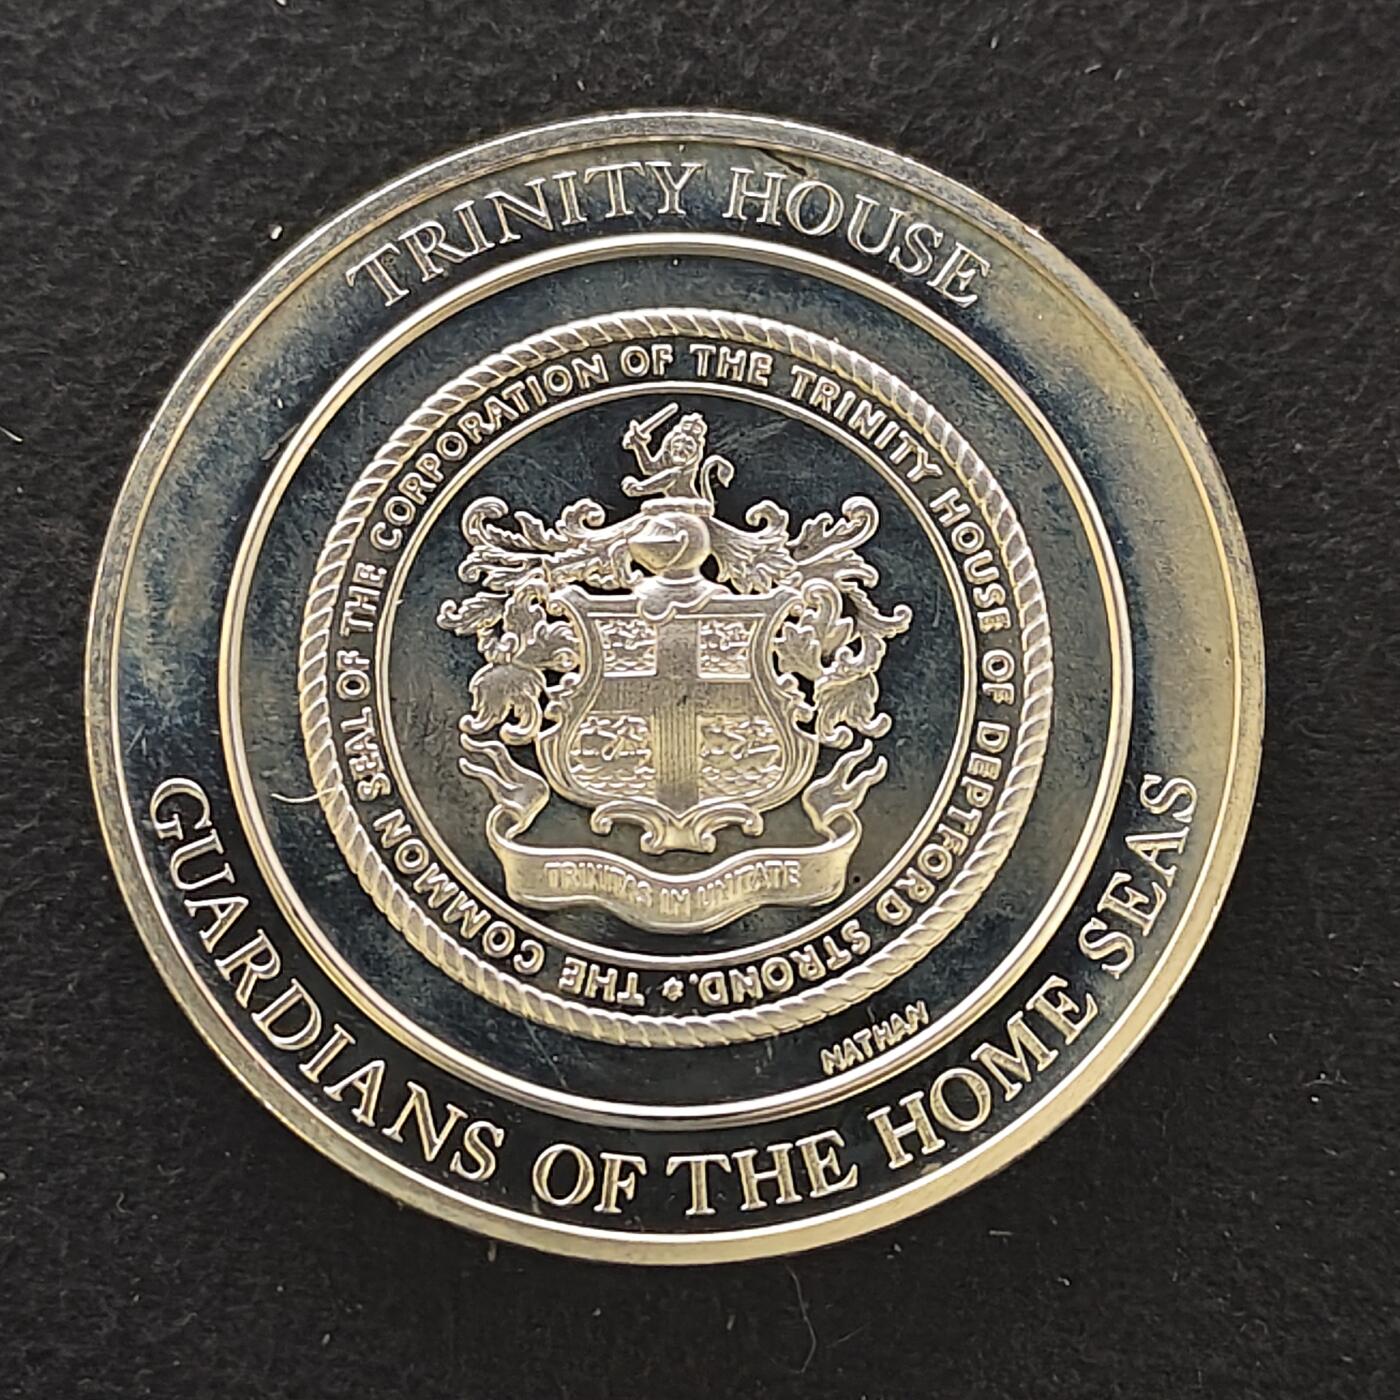 TRINITY HOUSE
THE COMMON SEAL OF THE CORPORATION OF THE TRINITY HOUSE OF DEPTFORD STROND.*
TRINITAS IN UNITATE
NATHAN
GUARDIANS OF THE HOME SEAS